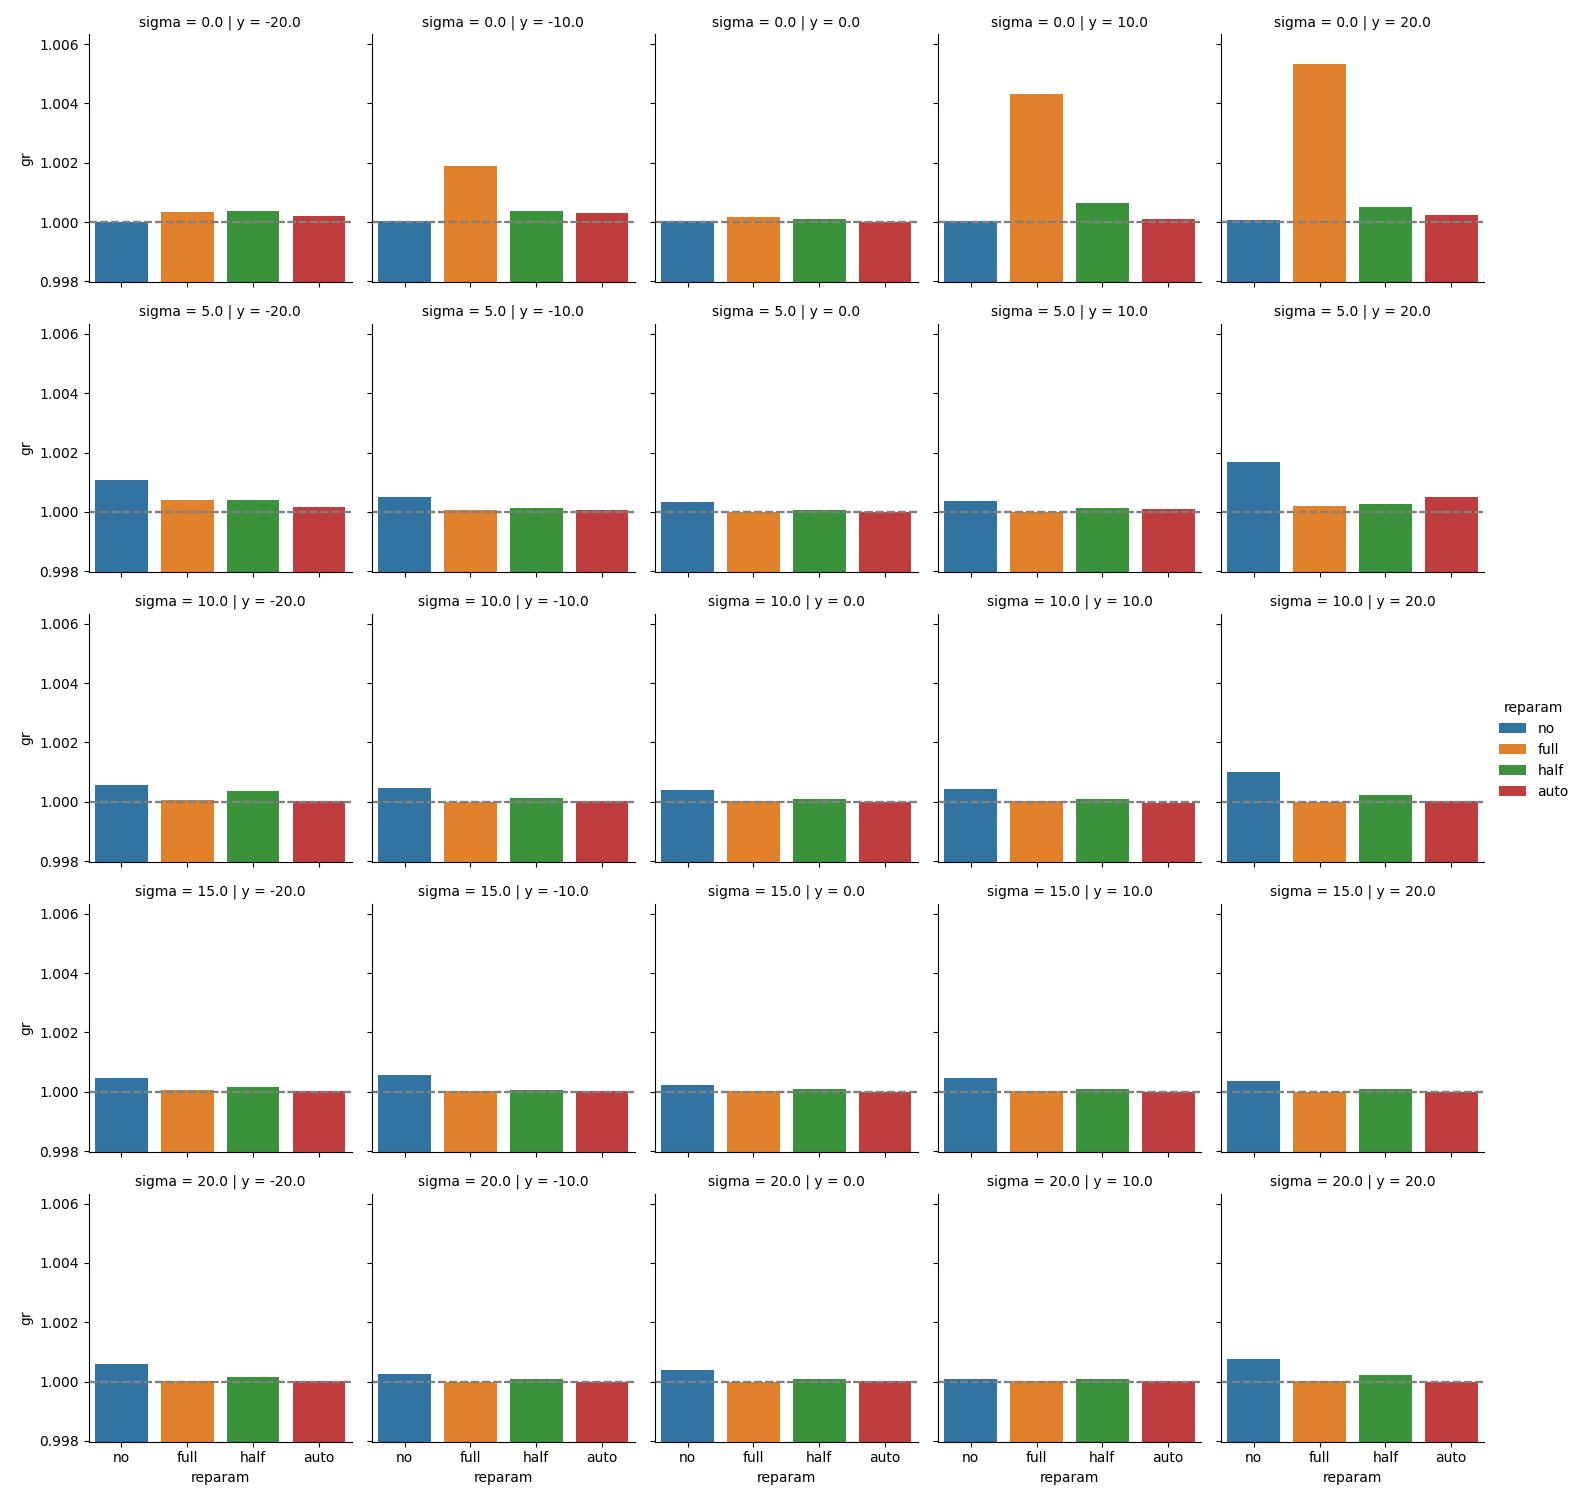 sigma = 0.0 | y = -20.0
sigma = 0.0 | y = -10.0
sigma = 0.0 | y = 0.0
sigma = 0.0 | y = 10.0
sigma = 0.0 | y = 20.0
1.006
1.004
1.002
1.000
0.998
gr
sigma = 5.0 | y = -20.0
sigma = 5.0 | y = -10.0
sigma = 5.0 | y = 0.0
sigma = 5.0 | y = 10.0
sigma = 5.0 | y = 20.0
1.006
1.004
1.002
1.000
0.998
gr
sigma = 10.0 | y = -20.0
sigma = 10.0 | y = -10.0
sigma = 10.0 | y = 0.0
sigma = 10.0 | y = 10.0
sigma = 10.0 | y = 20.0
1.006
1.004
1.002
1.000
0.998
gr
reparam
no
full
half
auto
sigma = 15.0 | y = -20.0
sigma = 15.0 | y = -10.0
sigma = 15.0 | y = 0.0
sigma = 15.0 | y = 10.0
sigma = 15.0 | y = 20.0
1.006
1.004
1.002
1.000
0.998
gr
sigma = 20.0 | y = -20.0
sigma = 20.0 | y = -10.0
sigma = 20.0 | y = 0.0
sigma = 20.0 | y = 10.0
sigma = 20.0 | y = 20.0
1.006
1.004
1.002
1.000
0.998
gr
no full half auto
no full half auto
no full half auto
no full half auto
no full half auto
reparam
reparam
reparam
reparam
reparam